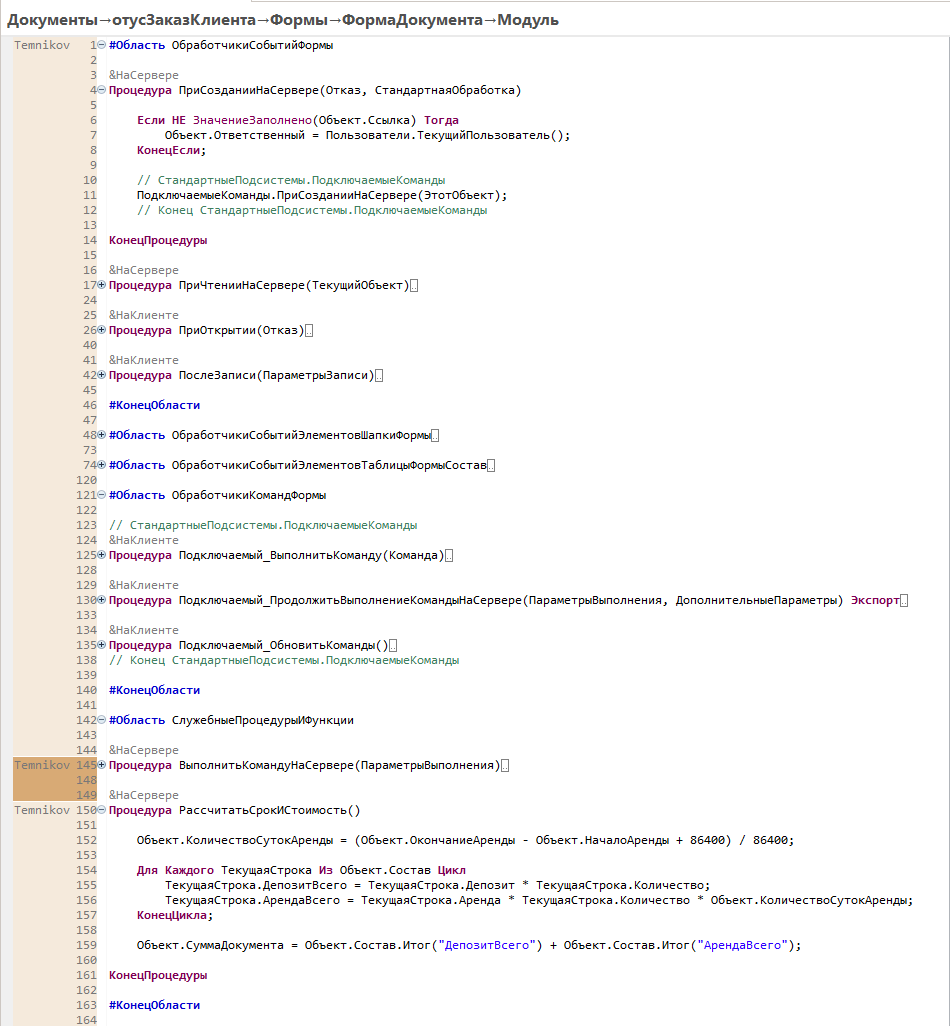 Документы→отусЗаказКлиента→Формы→ФормаДокумента→Модуль
Temnikov 1 #Область ОбработчикиСобытийФормы
2
3 &НаСервере
4 Процедура ПриСозданииНаСервере(Отказ, СтандартнаяОбработка)
5
6 Если НЕ ЗначениеЗаполнено(Объект.Ссылка) Тогда
7 Объект.Ответственный = Пользователи.ТекущийПользователь();
8 КонецЕсли;
9
10 // СтандартныеПодсистемы.ПодключаемыеКоманды
11 ПодключаемыеКоманды.ПриСозданииНаСервере(ЭтотОбъект);
12 // Конец СтандартныеПодсистемы.ПодключаемыеКоманды
13
14 КонецПроцедуры
15
16 &НаСервере
17 Процедура ПриЧтенииНаСервере(ТекущийОбъект)..
24
25 &НаКлиенте
26 Процедура ПриОткрытии(Отказ)..
40
41 &НаКлиенте
42 Процедура ПослеЗаписи(ПараметрыЗаписи)..
45
46 #КонецОбласти
47
48 #Область ОбработчикиСобытийЭлементовШапкиФормы..
73
74 #Область ОбработчикиСобытийЭлементовТаблицыФормыСостав..
120
121 #Область ОбработчикиКомандФормы
122
123 // СтандартныеПодсистемы.ПодключаемыеКоманды
124 &НаКлиенте
125 Процедура Подключаемый_ВыполнитьКоманду(Команда)..
128
129 &НаКлиенте
130 Процедура Подключаемый_ПродолжитьВыполнениеКомандыНаСервере(ПараметрыВыполнения, ДополнительныеПараметры) Экспорт..
133
134 &НаКлиенте
135 Процедура Подключаемый_ОбновитьКоманды()..
138 // Конец СтандартныеПодсистемы.ПодключаемыеКоманды
139
140 #КонецОбласти
141
142 #Область СлужебныеПроцедурыИФункции
143
144 &НаСервере
Temnikov 145 Процедура ВыполнитьКомандуНаСервере(ПараметрыВыполнения)..
148
149 &НаСервере
Temnikov 150 Процедура РассчитатьСрокИСтоимость()
151
152 Объект.КоличествоСутокАренды = (Объект.ОкончаниеАренды - Объект.НачалоАренды + 86400) / 86400;
153
154 Для Каждого ТекущаяСтрока Из Объект.Состав Цикл
155 ТекущаяСтрока.ДепозитВсего = ТекущаяСтрока.Депозит * ТекущаяСтрока.Количество;
156 ТекущаяСтрока.АрендаВсего = ТекущаяСтрока.Аренда * ТекущаяСтрока.Количество * Объект.КоличествоСутокАренды;
157 КонецЦикла;
158
159 Объект.СуммаДокумента = Объект.Состав.Итог("ДепозитВсего") + Объект.Состав.Итог("АрендаВсего");
160
161 КонецПроцедуры
162
163 #КонецОбласти
164